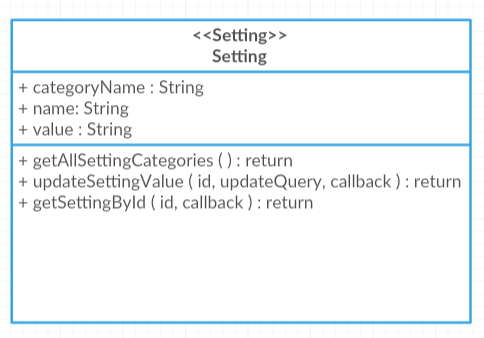 <<Setting>>
Setting
+ categoryName : String
+ name: String
+ value : String
+ getAllSettingCategories ( ) : return
+ updateSettingValue ( id, updateQuery, callback ) : return
+ getSettingById ( id, callback ) : return